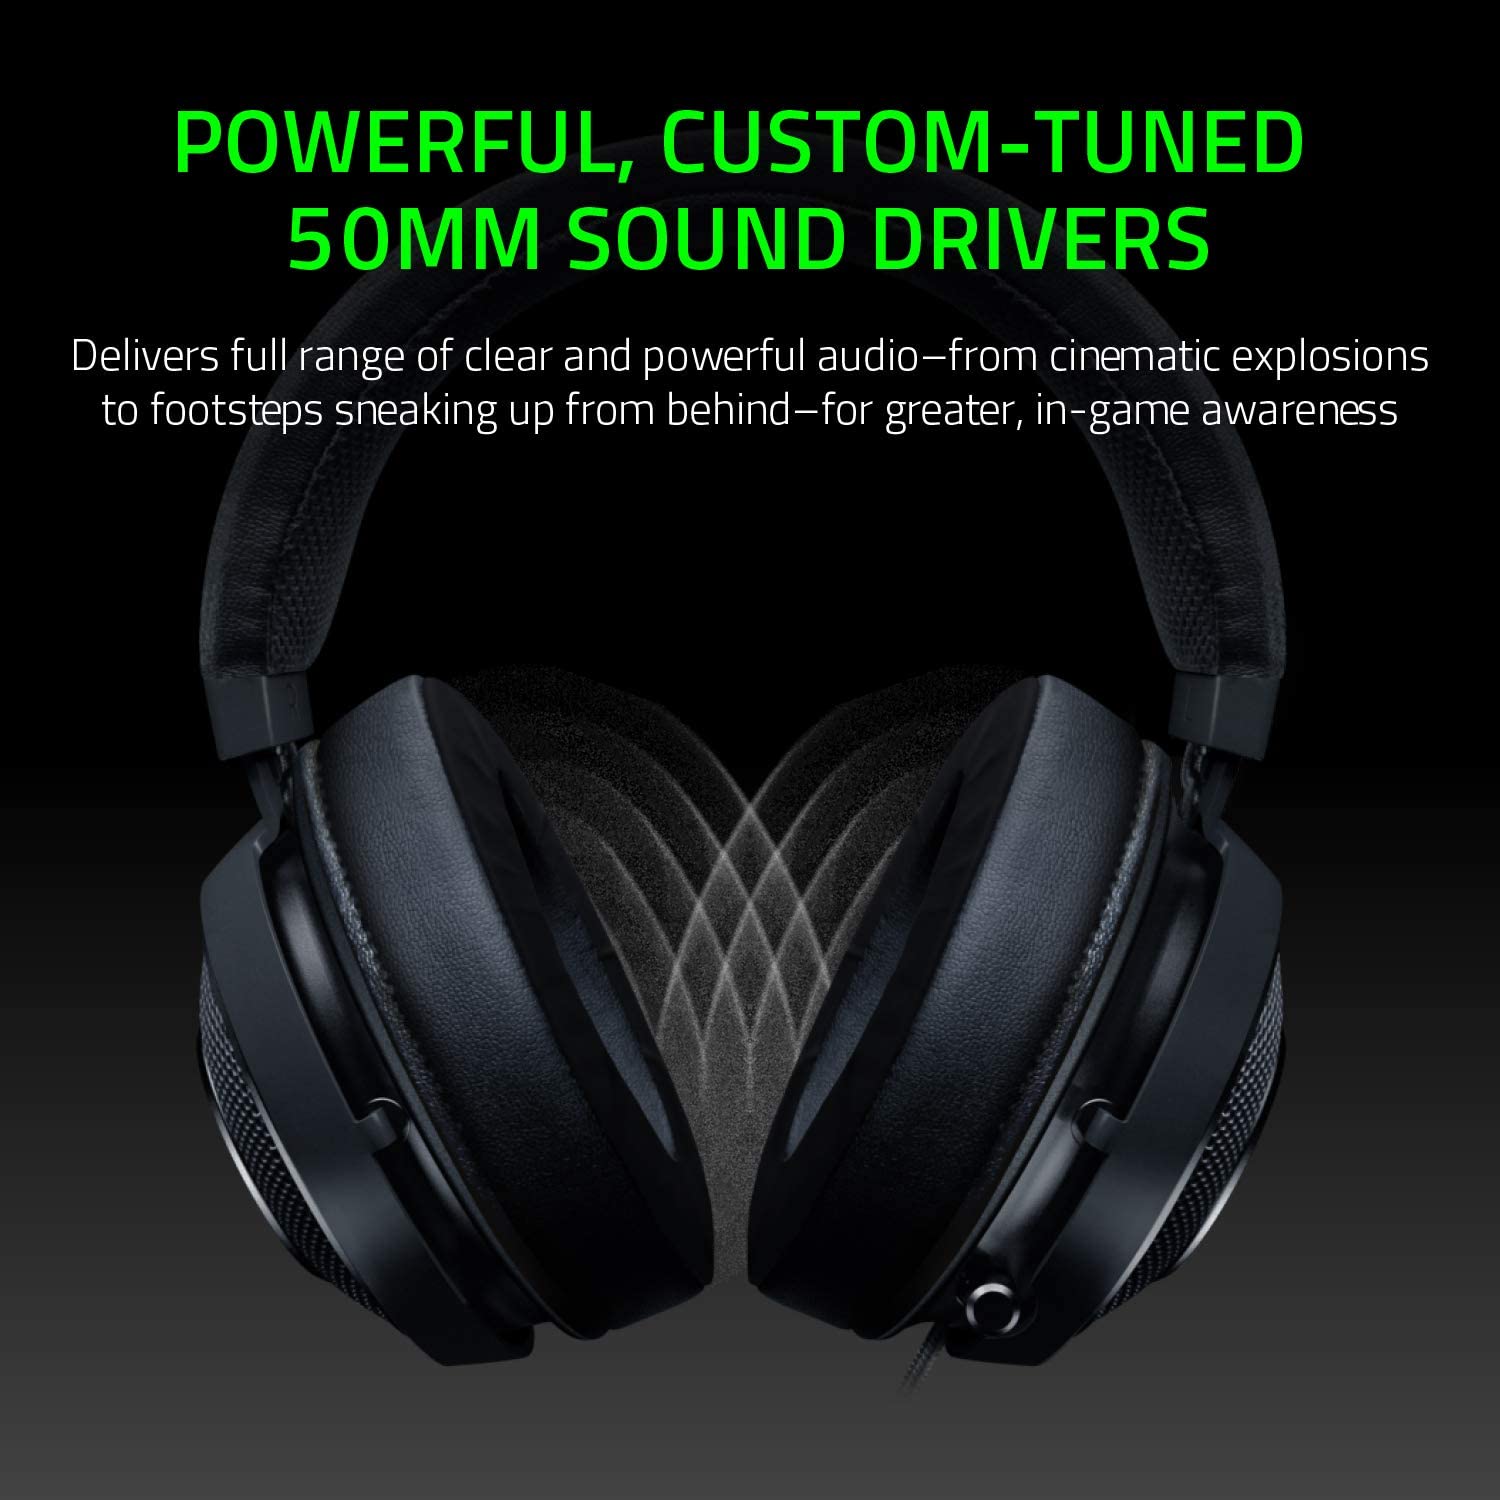 POWERFUL, CUSTOM-TUNED
50MM SOUND DRIVERS
Delivers full range of clear and powerful audio–from cinematic explosions
to footsteps sneaking up from behind–for greater, in-game awareness